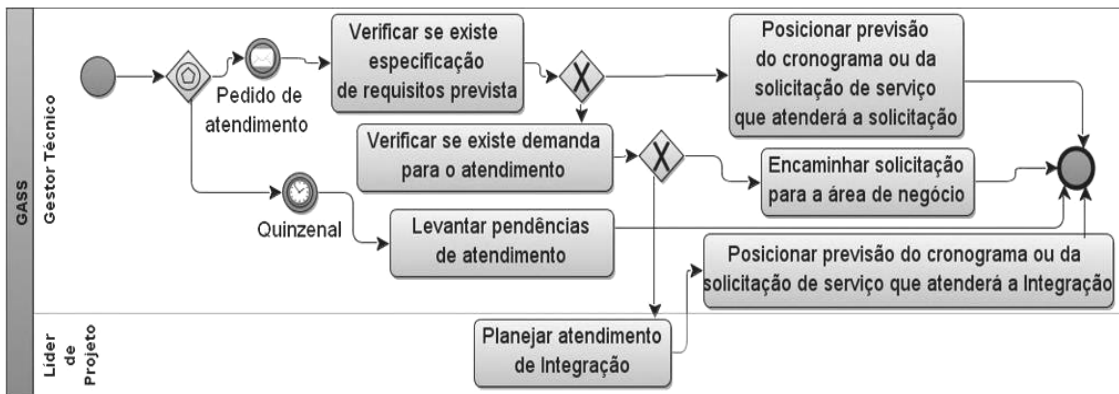 GASS
Gestor Técnico
Pedido de
atendimento
Verificar se existe
especificação
de requisitos prevista
Posicionar previsão
do cronograma ou da
solicitação de serviço
que atenderá a solicitação
Verificar se existe demanda
para o atendimento
Encaminhar solicitação
para a área de negócio
Quinzenal
Levantar pendências
de atendimento
Posicionar previsão do cronograma ou da
solicitação de serviço que atenderá a Integração
Líder
de
Projeto
Planejar atendimento
de Integração